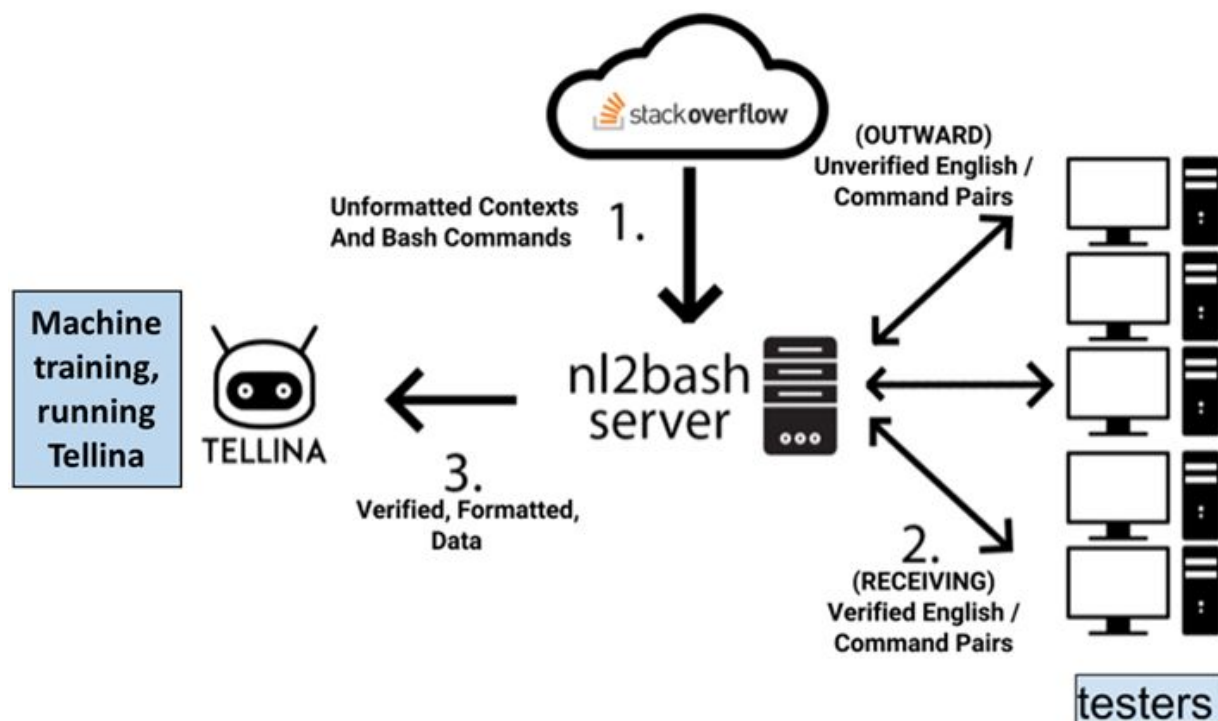 stackoverflow
(OUTWARD)
Unverified English /
Command Pairs
Unformatted Contexts
And Bash Commands
1.
Machine
training,
running
Tellina
TELLINA
nl2bash
server
3.
Verified, Formatted,
Data
2.
(RECEIVING)
Verified English /
Command Pairs
testers